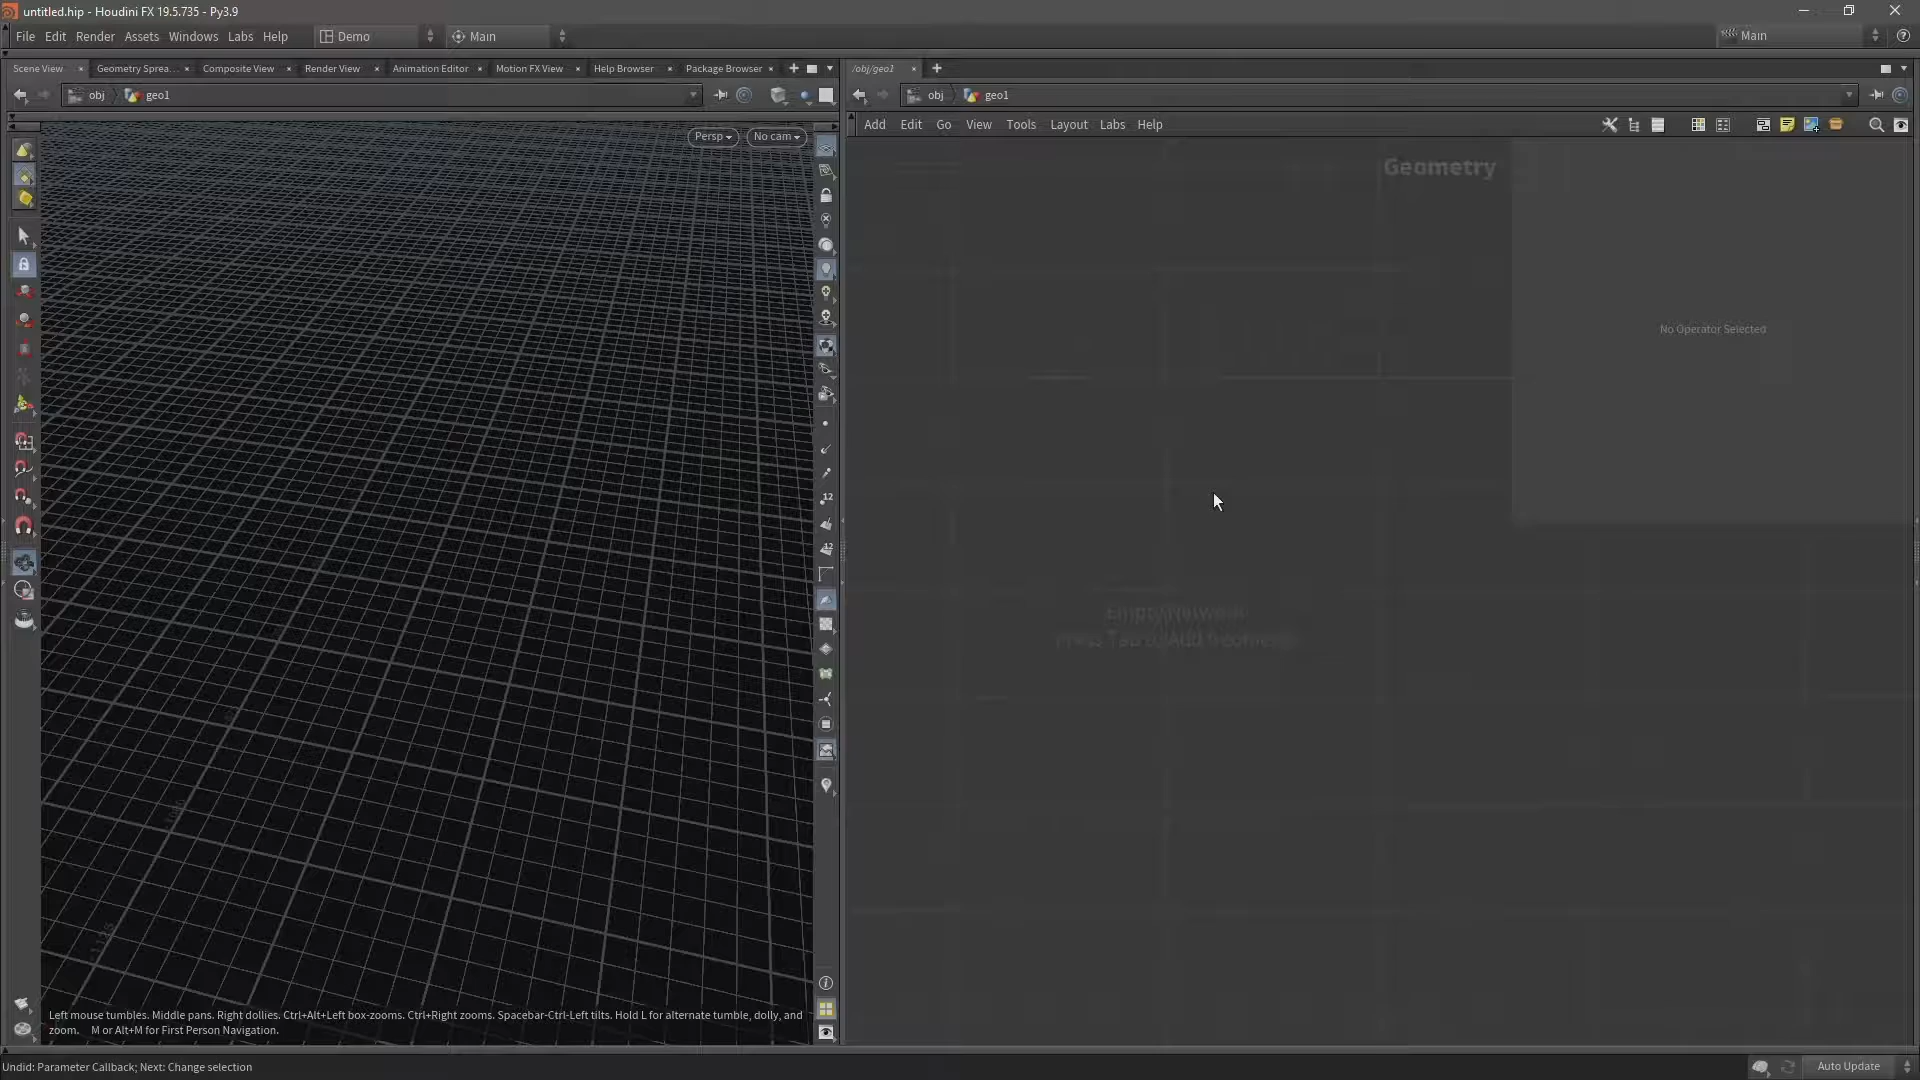 untitled.hip - Houdini FX 19.5.735 - Py3.9
File Edit Render Assets Windows Labs Help Demo Main Main
Scene View Geometry Sprea... Composite View Render View Animation Editor Motion FX View Help Browser Package Browser /obj/geo1
obj geo1 obj geo1
Add Edit Go View Tools Layout Labs Help
Persp No cam
Geometry
No Operator Selected
12
12
Empty Network
Press Tab to Add Geometry
Left mouse tumbles. Middle pans. Right dollies. Ctrl+Alt+Left box-zooms. Ctrl+Right zooms. Spacebar-Ctrl-Left tilts. Hold L for alternate tumble, dolly, and
zoom. M or Alt+M for First Person Navigation.
Undid: Parameter Callback; Next: Change selection
Auto Update